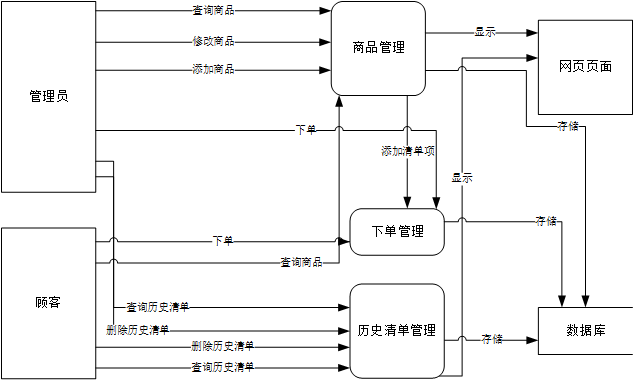 查询商品
显示
修改商品
商品管理
网页页面
添加商品
管理员
下单
存储
添加清单项
显示
下单
下单管理
存储
查询商品
顾客
查询历史清单
删除历史清单
历史清单管理
数据库
存储
删除历史清单
查询历史清单